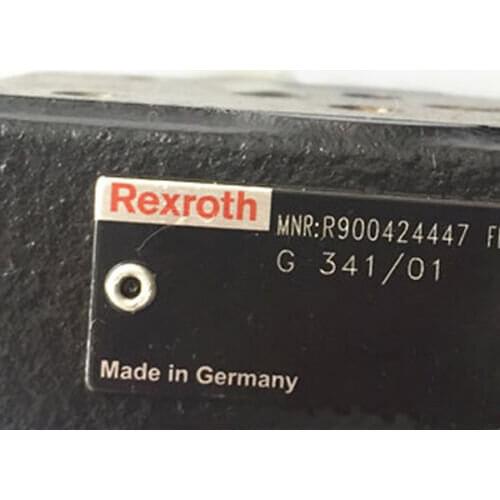 Rexroth
MNR:R900424447
G 341/01
Made in Germany